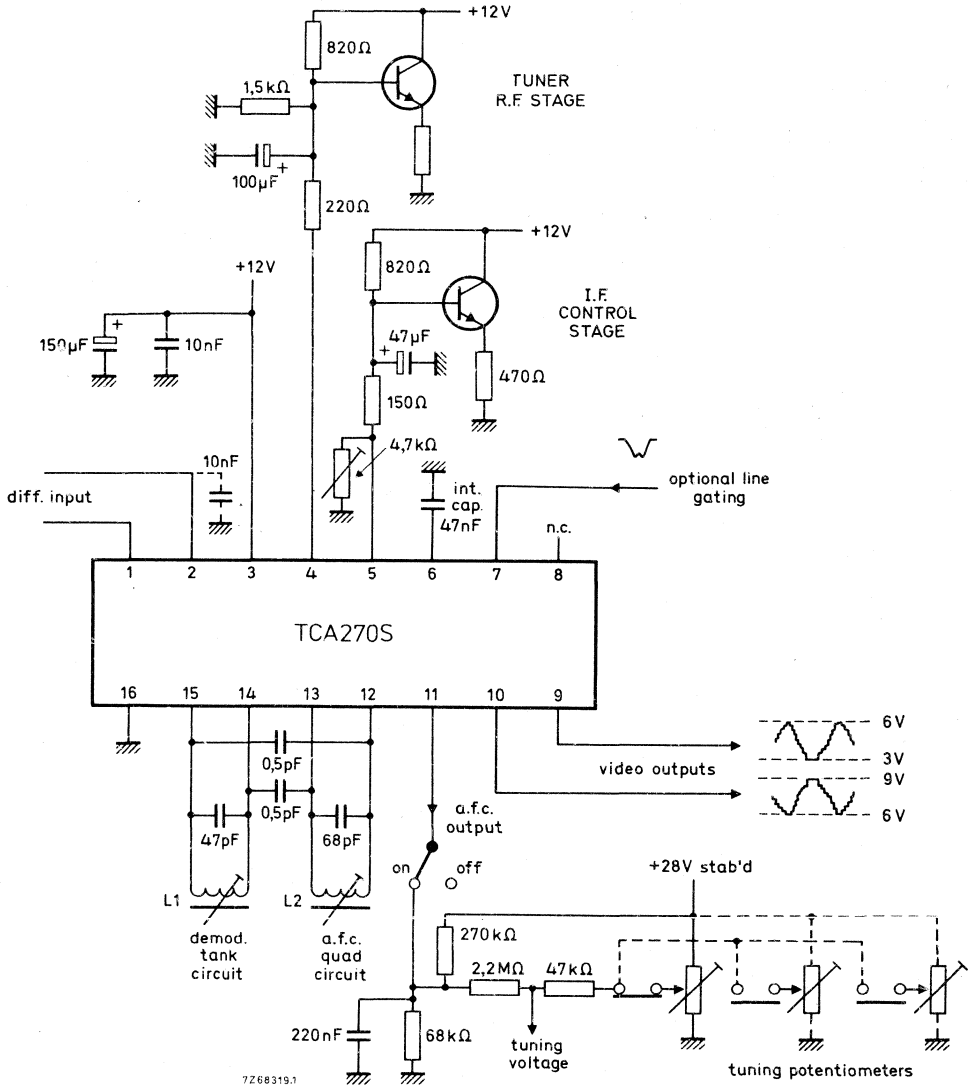 +12V
820Ω
TUNER
R.F. STAGE
1,5kΩ
100µF
+
220Ω
+12V
+12V
820Ω
I.F.
CONTROL
STAGE
+
150µF
10nF
+
47µF
470Ω
150Ω
4,7kΩ
10nF
diff. input
int.
cap.
47nF
optional line
gating
n.c.
1 2 3 4 5 6 7 8
TCA270S
16 15 14 13 12 11 10 9
0,5pF
0,5pF
47pF
68pF
video outputs
6V
3V
9V
6V
a.f.c.
output
on
off
+28V stab'd
L1
L2
demod.
tank
circuit
a.f.c.
quad
circuit
270kΩ
2,2MΩ
47kΩ
220nF
68kΩ
tuning
voltage
tuning potentiometers
7Z68319.1